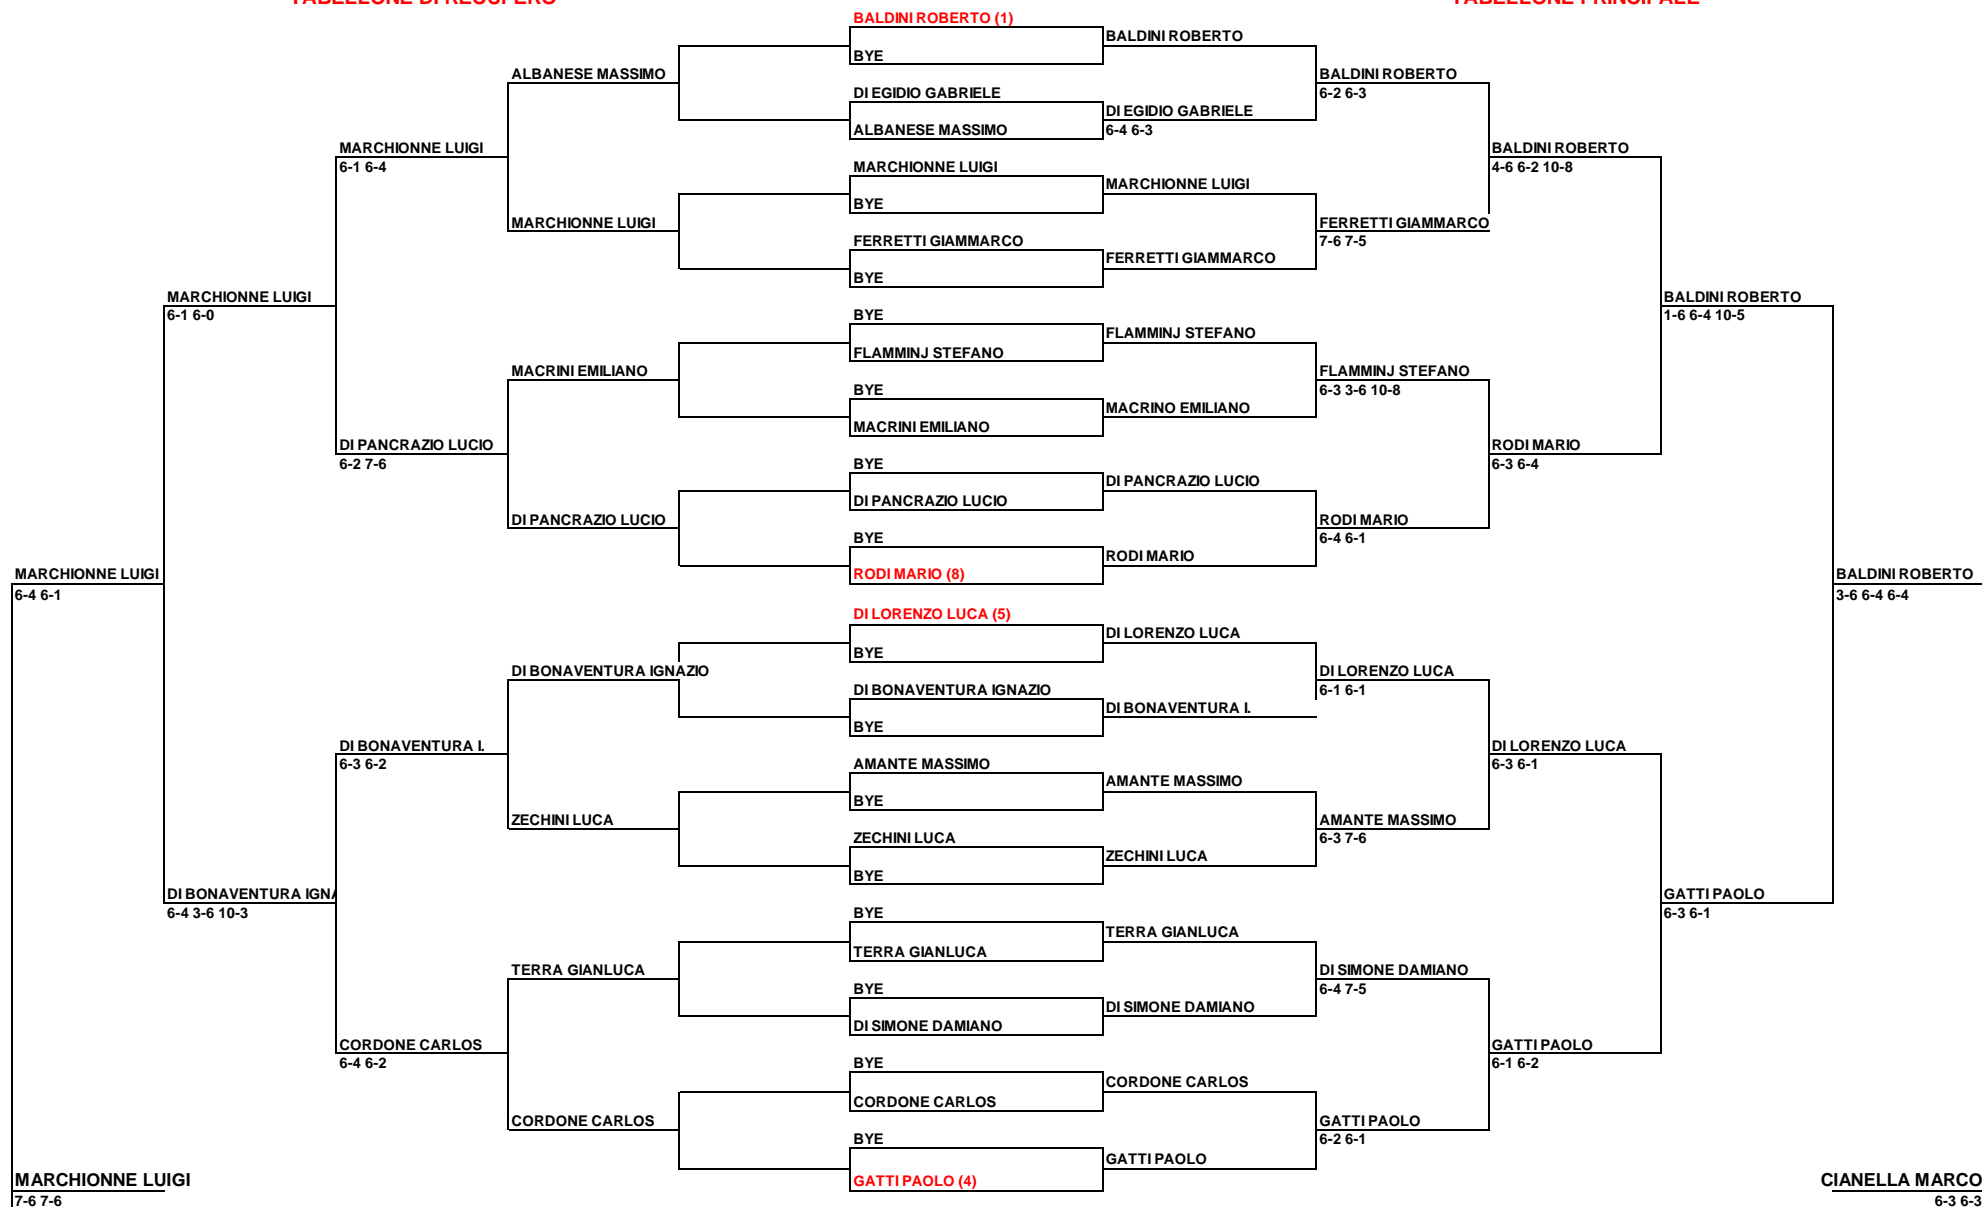 TABELLONE DI RECUPERO
TABELLONE PRINCIPALE
BALDINI ROBERTO (1)
BALDINI ROBERTO
BYE
ALBANESE MASSIMO
BALDINI ROBERTO
6-2 6-3
DI EGIDIO GABRIELE
DI EGIDIO GABRIELE
ALBANESE MASSIMO
6-4 6-3
MARCHIONNE LUIGI
6-1 6-4
BALDINI ROBERTO
4-6 6-2 10-8
MARCHIONNE LUIGI
MARCHIONNE LUIGI
BYE
MARCHIONNE LUIGI
FERRETTI GIAMMARCO
7-6 7-5
FERRETTI GIAMMARCO
FERRETTI GIAMMARCO
BYE
MARCHIONNE LUIGI
6-1 6-0
BALDINI ROBERTO
1-6 6-4 10-5
BYE
FLAMMINJ STEFANO
FLAMMINJ STEFANO
MACRINI EMILIANO
FLAMMINJ STEFANO
6-3 3-6 10-8
BYE
MACRINO EMILIANO
MACRINI EMILIANO
DI PANCRAZIO LUCIO
6-2 7-6
RODI MARIO
6-3 6-4
BYE
DI PANCRAZIO LUCIO
DI PANCRAZIO LUCIO
DI PANCRAZIO LUCIO
RODI MARIO
6-4 6-1
BYE
RODI MARIO
RODI MARIO (8)
MARCHIONNE LUIGI
6-4 6-1
BALDINI ROBERTO
3-6 6-4 6-4
DI LORENZO LUCA (5)
DI LORENZO LUCA
BYE
DI BONAVENTURA IGNAZIO
DI LORENZO LUCA
6-1 6-1
DI BONAVENTURA IGNAZIO
DI BONAVENTURA I.
BYE
DI BONAVENTURA I.
6-3 6-2
DI LORENZO LUCA
6-3 6-1
AMANTE MASSIMO
AMANTE MASSIMO
BYE
ZECHINI LUCA
AMANTE MASSIMO
6-3 7-6
ZECHINI LUCA
ZECHINI LUCA
BYE
DI BONAVENTURA IGNA
6-4 3-6 10-3
GATTI PAOLO
6-3 6-1
BYE
TERRA GIANLUCA
TERRA GIANLUCA
TERRA GIANLUCA
DI SIMONE DAMIANO
6-4 7-5
BYE
DI SIMONE DAMIANO
DI SIMONE DAMIANO
CORDONE CARLOS
6-4 6-2
GATTI PAOLO
6-1 6-2
BYE
CORDONE CARLOS
CORDONE CARLOS
CORDONE CARLOS
GATTI PAOLO
6-2 6-1
BYE
GATTI PAOLO
GATTI PAOLO (4)
MARCHIONNE LUIGI
7-6 7-6
CIANELLA MARCO
6-3 6-3